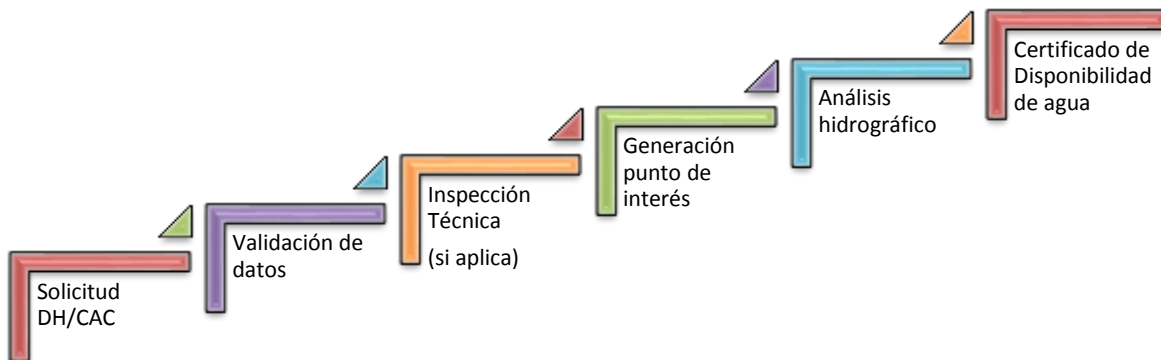 Solicitud
DH/CAC
Validación de
datos
Inspección
Técnica
(si aplica)
Generación
punto de
interés
Análisis
hidrográfico
Certificado de
Disponibilidad
de agua